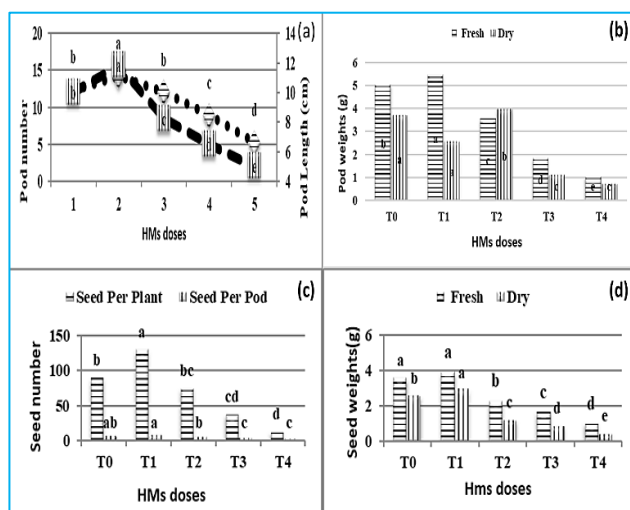 (a)
20
15
10
5
0
14
12
10
8
6
4
b a b c d
b a c d e
1 2 3 4 5
Pod number
Pod Length (cm)
HMs doses
(b)
Fresh Dry
6
5
4
3
2
1
0
b a c d e
a b c
T0 T1 T2 T3 T4
Pod weights (g)
HMs doses
(c)
Seed Per Plant Seed Per Pod
150
100
50
0
b a bc cd d
ab a b c c
T0 T1 T2 T3 T4
Seed number
HMs doses
(d)
Fresh Dry
6
4
2
0
a a b c d
b a c d e
T0 T1 T2 T3 T4
Seed weights(g)
Hms doses